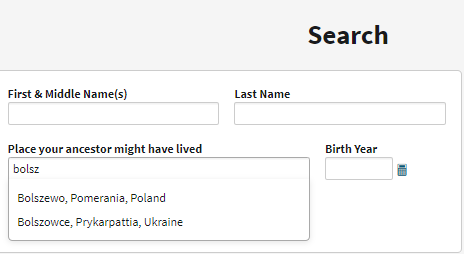 Search
First & Middle Name(s)
Last Name
Place your ancestor might have lived
Birth Year
bolsz
Bolszewo, Pomerania, Poland
Bolszowce, Prykarpattia, Ukraine